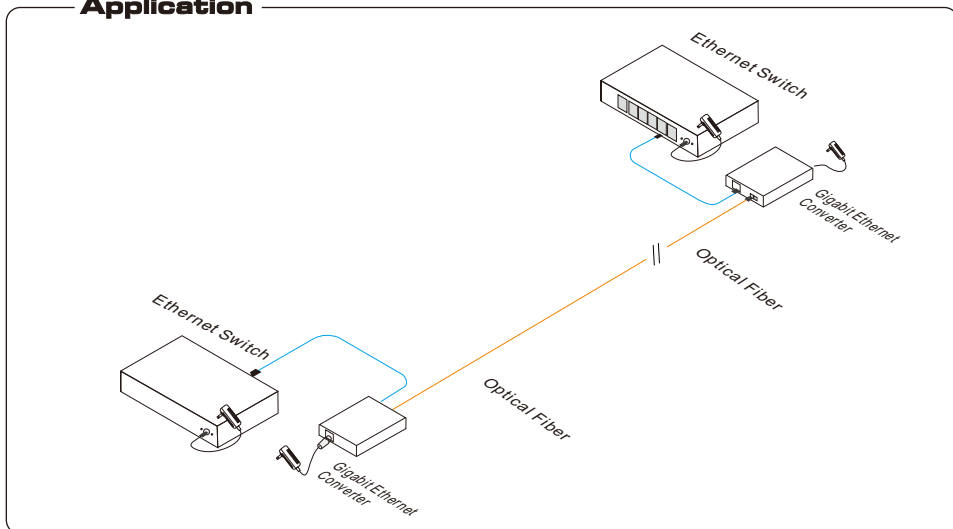 Application
Ethernet Switch
Gigabit Ethernet
Converter
Optical Fiber
Ethernet Switch
Optical Fiber
Gigabit Ethernet
Converter